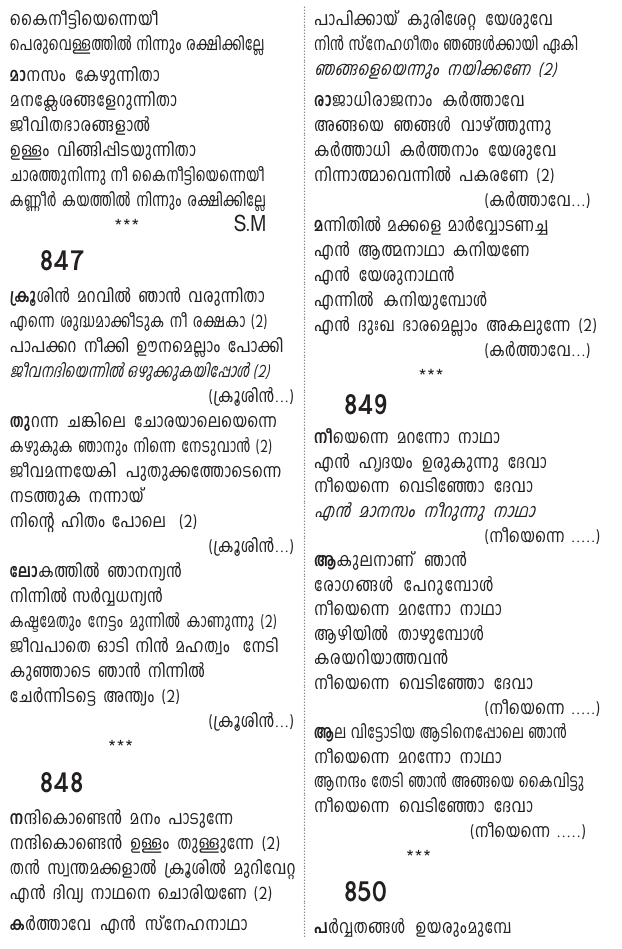 കൈനീട്ടിയെന്നെയീ
പെരുവെള്ളത്തിൽ നിന്നും രക്ഷിക്കില്ലേ
മാനസം കേഴുന്നിതാ
മനക്ലേശങ്ങളേറുന്നിതാ
ജീവിതഭാരങ്ങളാൽ
ഉള്ളം വിങ്ങിപ്പിടയുന്നിതാ
ചാരത്തുനിന്നു നീ കൈനീട്ടിയെന്നെയീ
കണ്ണീർ കയത്തിൽ നിന്നും രക്ഷിക്കില്ലേ
*** S.M
847
ക്രൂശിൻ മറവിൽ ഞാൻ വരുന്നിതാ
എന്നെ ശുദ്ധമാക്കീടുക നീ രക്ഷകാ (2)
പാപക്കറ നീക്കി ഊനമെല്ലാം പോക്കി
ജീവനദിയെന്നിൽ ഒഴുക്കുകയിപ്പോൾ (2)
(ക്രൂശിൻ...)
തുറന്ന ചങ്കിലെ ചോരയാലെയെന്നെ
കഴുകുക ഞാനും നിന്നെ നേടുവാൻ (2)
ജീവമന്നയേകി പുതുക്കത്തോടെന്നെ
നടത്തുക നന്നായ്
നിന്റെ ഹിതം പോലെ (2)
(ക്രൂശിൻ...)
ലോകത്തിൽ ഞാനന്യൻ
നിന്നിൽ സർവ്വധന്യൻ
കഷ്ടമേതും നേട്ടം മുന്നിൽ കാണുന്നു (2)
ജീവപാതെ ഓടി നിൻ മഹത്വം നേടി
കുഞ്ഞാടെ ഞാൻ നിന്നിൽ
ചേർന്നിടട്ടെ അന്ത്യം (2)
(ക്രൂശിൻ...)
***
848
നന്ദികൊണ്ടെൻ മനം പാടുന്നേ
നന്ദികൊണ്ടെൻ ഉള്ളം തുള്ളുന്നേ (2)
തൻ സ്വന്തമക്കളാൽ ക്രൂശിൽ മുറിവേറ്റ
എൻ ദിവ്യ നാഥനെ ചൊരിയണേ (2)
കർത്താവേ എൻ സ്നേഹനാഥാ
പാപിക്കായ് കുരിശേറ്റ യേശുവേ
നിൻ സ്നേഹഗീതം ഞങ്ങൾക്കായി ഏകി
ഞങ്ങളെയെന്നും നയിക്കണേ (2)
രാജാധിരാജനാം കർത്താവേ
അങ്ങയെ ഞങ്ങൾ വാഴ്ത്തുന്നു
കർത്താധി കർത്തനാം യേശുവേ
നിന്നാത്മാവെന്നിൽ പകരണേ (2)
(കർത്താവേ...)
മന്നിതിൽ മക്കളെ മാർവ്വോടണച്ച
എൻ ആത്മനാഥാ കനിയണേ
എൻ യേശുനാഥൻ
എന്നിൽ കനിയുമ്പോൾ
എൻ ദുഃഖ ഭാരമെല്ലാം അകലുന്നേ (2)
(കർത്താവേ...)
***
849
നീയെന്നെ മറന്നോ നാഥാ
എൻ ഹൃദയം ഉരുകുന്നു ദേവാ
നീയെന്നെ വെടിഞ്ഞോ ദേവാ
എൻ മാനസം നീറുന്നു നാഥാ
(നീയെന്നെ .....)
ആകുലനാണ് ഞാൻ
രോഗങ്ങൾ പേറുമ്പോൾ
നീയെന്നെ മറന്നോ നാഥാ
ആഴിയിൽ താഴുമ്പോൾ
കരയറിയാത്തവൻ
നീയെന്നെ വെടിഞ്ഞോ ദേവാ
(നീയെന്നെ .....)
ആല വിട്ടോടിയ ആടിനെപ്പോലെ ഞാൻ
നീയെന്നെ മറന്നോ നാഥാ
ആനന്ദം തേടി ഞാൻ അങ്ങയെ കൈവിട്ടു
നീയെന്നെ വെടിഞ്ഞോ ദേവാ
(നീയെന്നെ .....)
***
850
പർവ്വതങ്ങൾ ഉയരുംമുമ്പേ